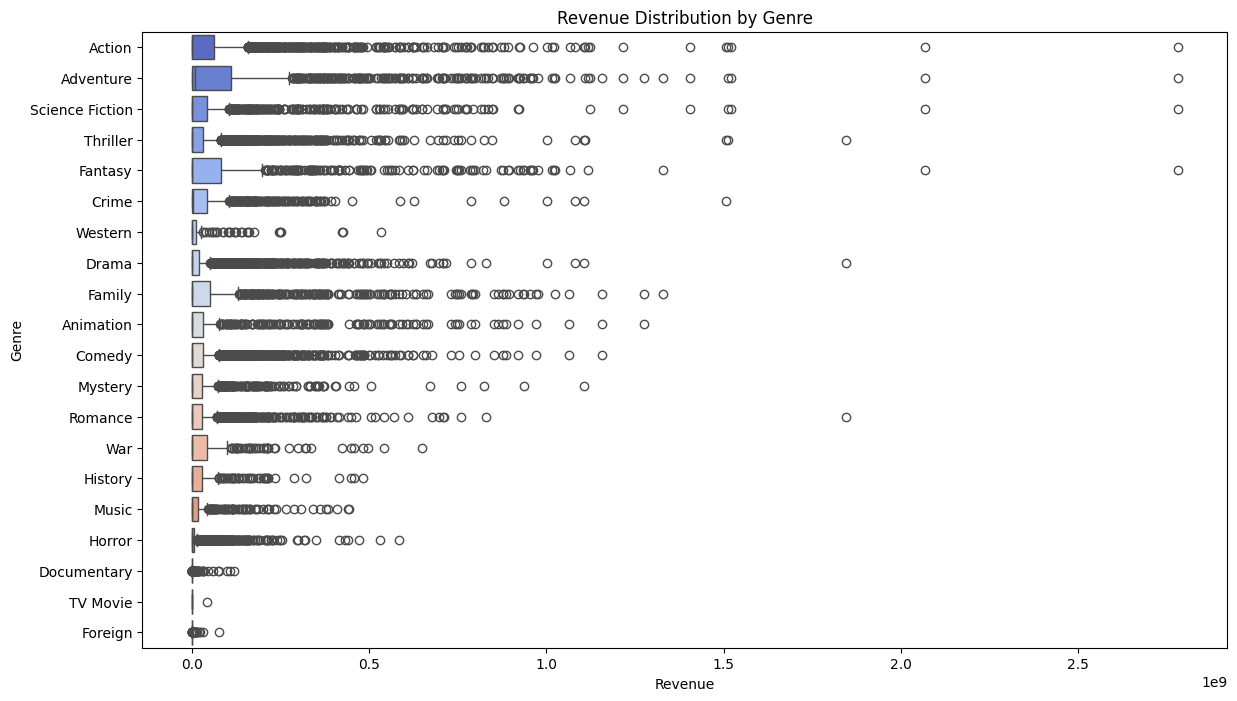 Revenue Distribution by Genre
Action
Adventure
Science Fiction
Thriller
Fantasy
Crime
Western
Drama
Family
Animation
Comedy
Mystery
Romance
War
History
Music
Horror
Documentary
TV Movie
Foreign
Genre
0.0 0.5 1.0 1.5 2.0 2.5
1e9
Revenue